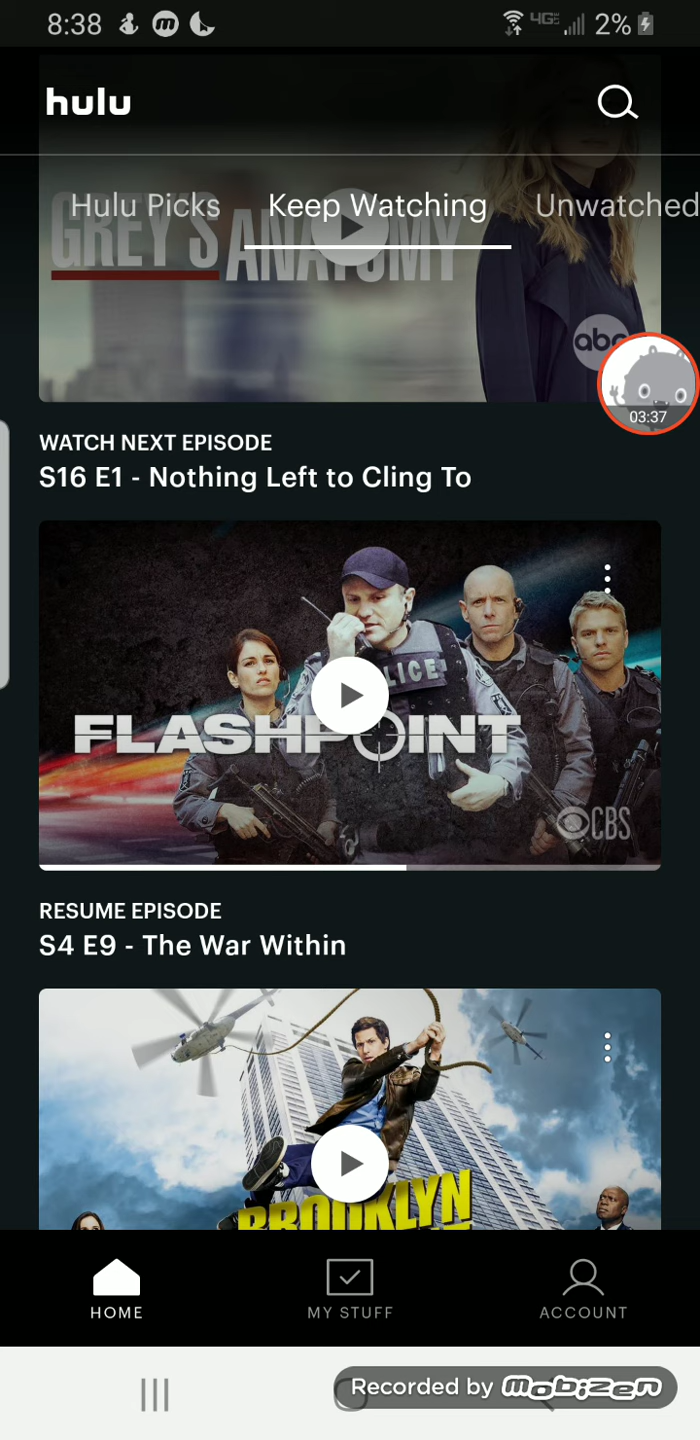 8:38
4G
2%
hulu
Hulu Picks
Keep Watching
Unwatched
GREY'S ANATOMY
abc
03:37
WATCH NEXT EPISODE
S16 E1 - Nothing Left to Cling To
POLICE
FLASHPOINT
CBS
RESUME EPISODE
S4 E9 - The War Within
BROOKLYN
HOME
MY STUFF
ACCOUNT
Recorded by mobizen